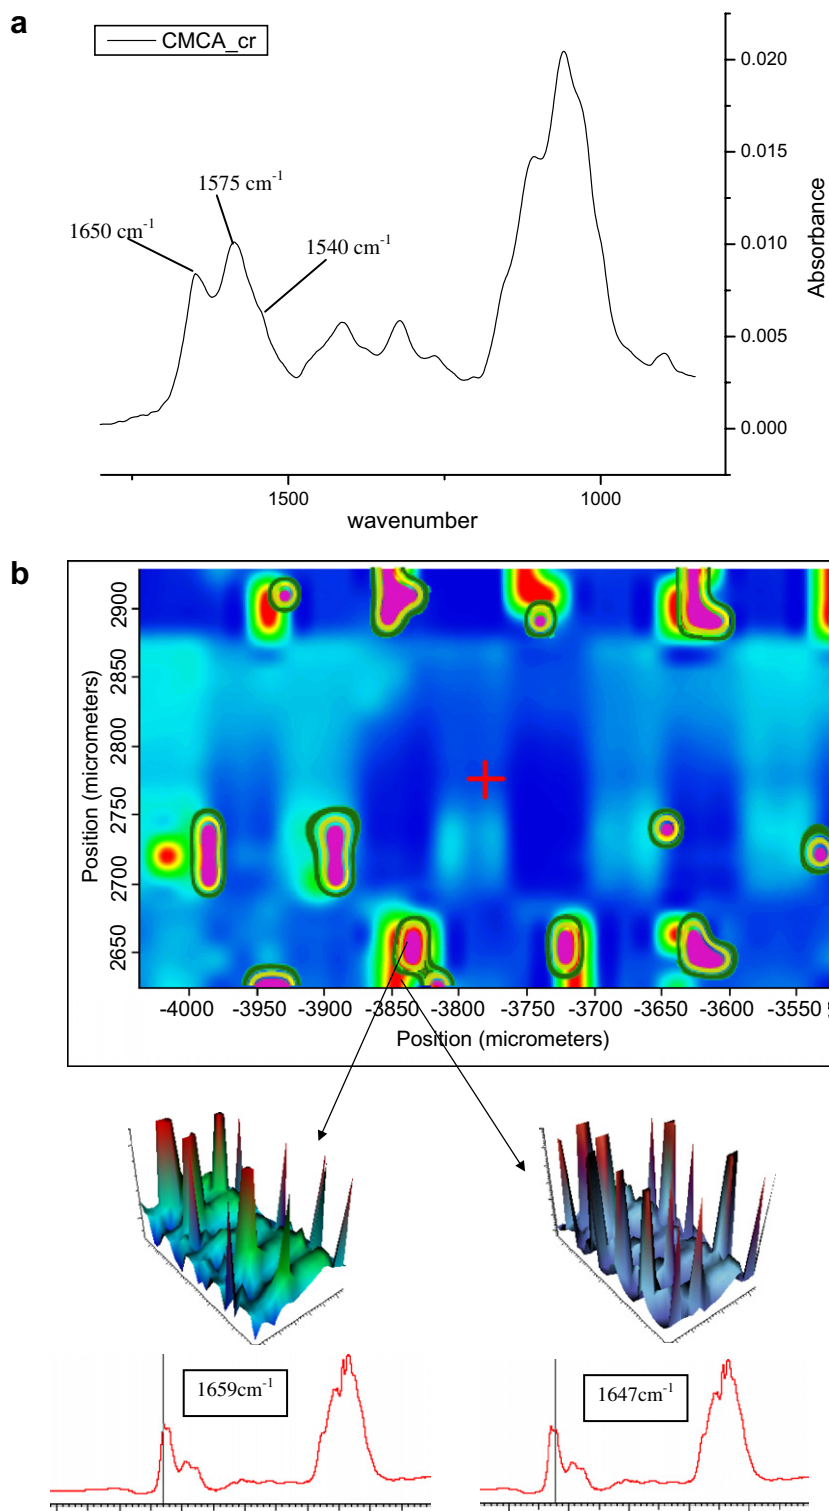 a
CMCA_cr
1575 cm-1
1650 cm-1
1540 cm-1
0.020
0.015
0.010
0.005
0.000
Absorbance
1500
1000
wavenumber
b
2900
2850
2800
2750
2700
2650
Position (micrometers)
-4000 -3950 -3900 -3850 -3800 -3750 -3700 -3650 -3600 -3550
Position (micrometers)
1659cm-1
1647cm-1